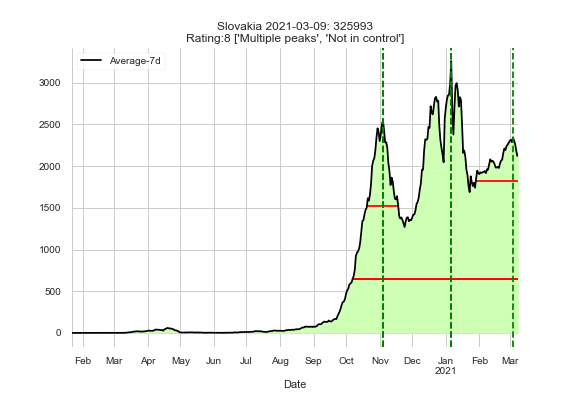 Slovakia 2021-03-09: 325993
Rating:8 ['Multiple peaks', 'Not in control']
Average-7d
3000
2500
2000
1500
1000
500
0
Feb Mar Apr May Jun Jul Aug Sep Oct Nov Dec Jan Feb Mar
2021
Date